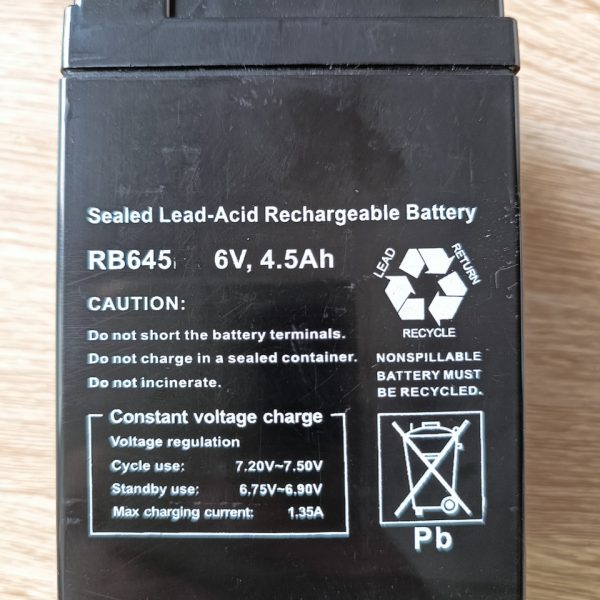 Sealed Lead-Acid Rechargeable Battery
RB645 6V, 4.5Ah
CAUTION:
Do not short the battery terminals.
Do not charge in a sealed container.
Do not incinerate.
LEAD
RETURN
RECYCLE
NONSPILLABLE
BATTERY MUST
BE RECYCLED.
Constant voltage charge
Voltage regulation
Cycle use: 7.20V~7.50V
Standby use: 6.75V~6.90V
Max charging current: 1.35A
Pb